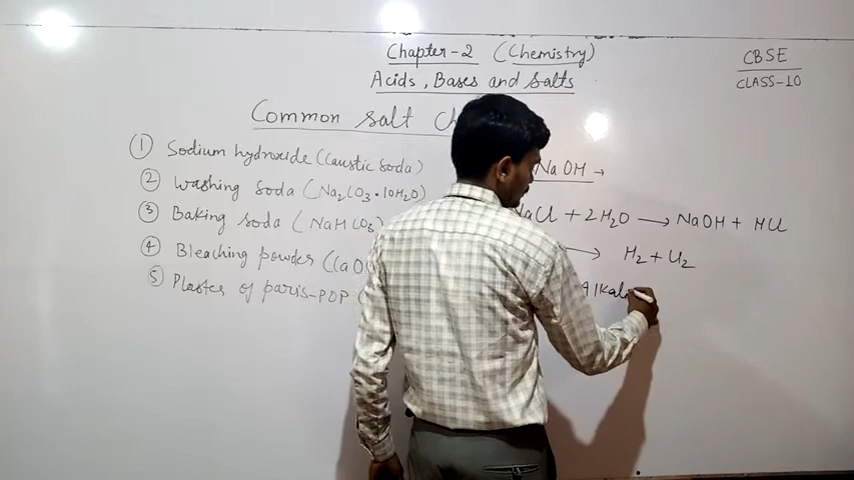 Chapter-2 (Chemistry)
CBSE
Acids, Bases and Salts
CLASS-10
Common salt
① Sodium hydroxide (Caustic soda)
NaOH →
② Washing soda (Na2CO3·10H2O)
③ Baking soda (NaHCO3)
NaCl + 2H2O → NaOH + HCl
④ Bleaching powder (CaO
→ H2 + Cl2
⑤ Plaster of paris-POP (
Alkal